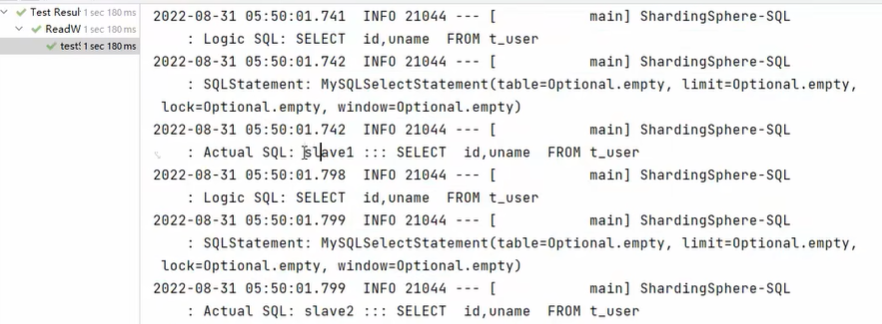 Test Resul 1 sec 180 ms
ReadW 1 sec 180 ms
test! 1 sec 180 ms
2022-08-31 05:50:01.741  INFO 21044 --- [           main] ShardingSphere-SQL
: Logic SQL: SELECT  id,uname  FROM t_user
2022-08-31 05:50:01.742  INFO 21044 --- [           main] ShardingSphere-SQL
: SQLStatement: MySQLSelectStatement(table=Optional.empty, limit=Optional.empty,
lock=Optional.empty, window=Optional.empty)
2022-08-31 05:50:01.742  INFO 21044 --- [           main] ShardingSphere-SQL
: Actual SQL: slave1 ::: SELECT  id,uname  FROM t_user
2022-08-31 05:50:01.798  INFO 21044 --- [           main] ShardingSphere-SQL
: Logic SQL: SELECT  id,uname  FROM t_user
2022-08-31 05:50:01.799  INFO 21044 --- [           main] ShardingSphere-SQL
: SQLStatement: MySQLSelectStatement(table=Optional.empty, limit=Optional.empty,
lock=Optional.empty, window=Optional.empty)
2022-08-31 05:50:01.799  INFO 21044 --- [           main] ShardingSphere-SQL
: Actual SQL: slave2 ::: SELECT  id,uname  FROM t_user